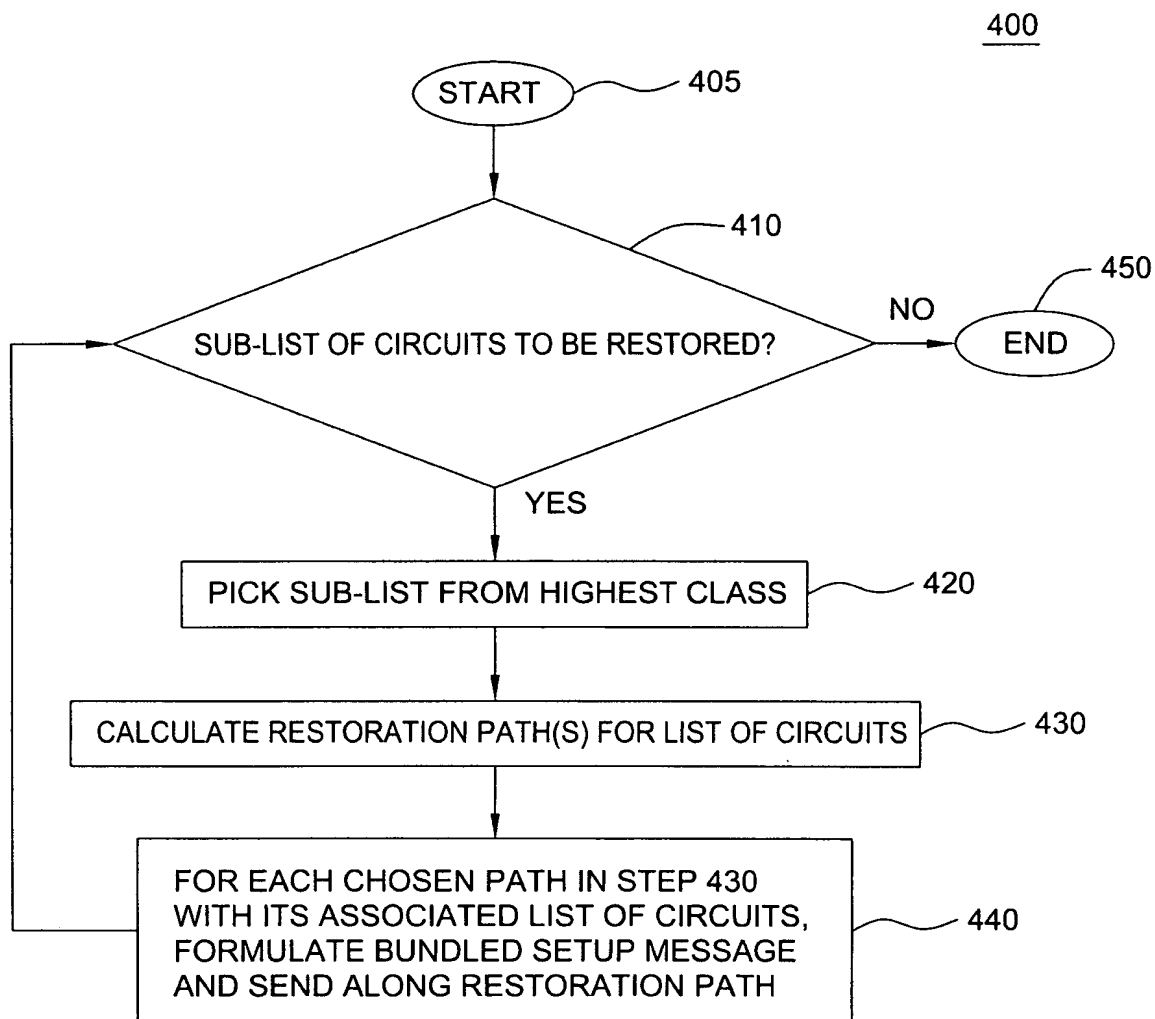 400
START
405
410
SUB-LIST OF CIRCUITS TO BE RESTORED?
NO
450
END
YES
PICK SUB-LIST FROM HIGHEST CLASS
420
CALCULATE RESTORATION PATH(S) FOR LIST OF CIRCUITS
430
FOR EACH CHOSEN PATH IN STEP 430
WITH ITS ASSOCIATED LIST OF CIRCUITS,
FORMULATE BUNDLED SETUP MESSAGE
AND SEND ALONG RESTORATION PATH
440